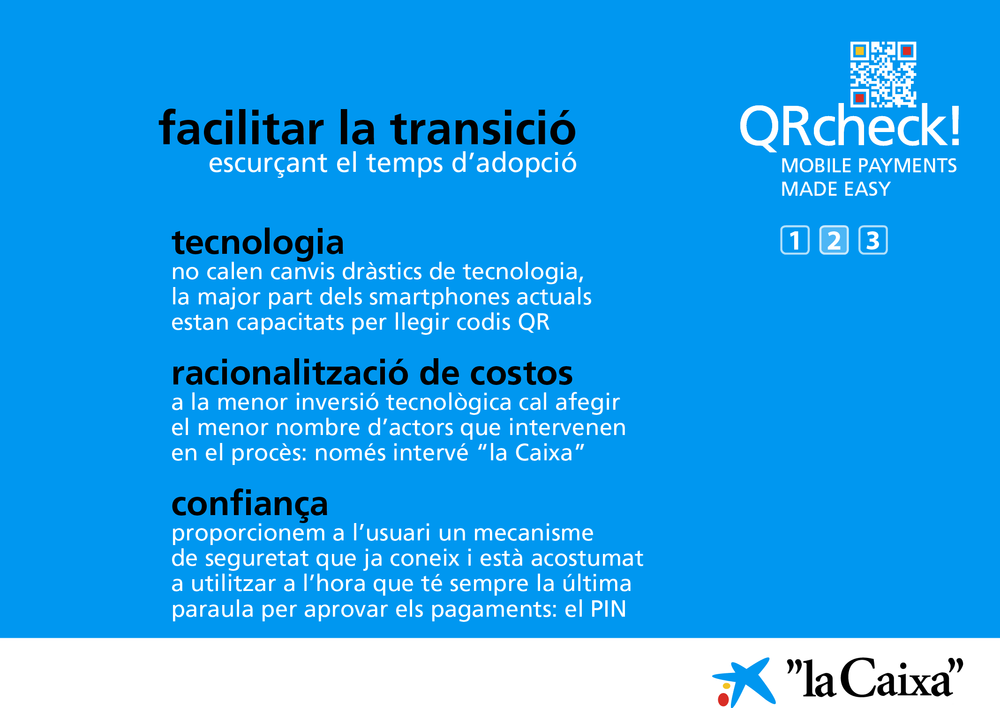 facilitar la transició
escurçant el temps d’adopció
tecnologia
no calen canvis dràstics de tecnologia,
la major part dels smartphones actuals
estan capacitats per llegir codis QR
racionalització de costos
a la menor inversió tecnològica cal afegir
el menor nombre d’actors que intervenen
en el procès: només intervé “la Caixa”
confiança
proporcionem a l’usuari un mecanisme
de seguretat que ja coneix i està acostumat
a utilitzar a l’hora que té sempre la última
paraula per aprovar els pagaments: el PIN
QRcheck!
MOBILE PAYMENTS
MADE EASY
1 2 3
”la Caixa”